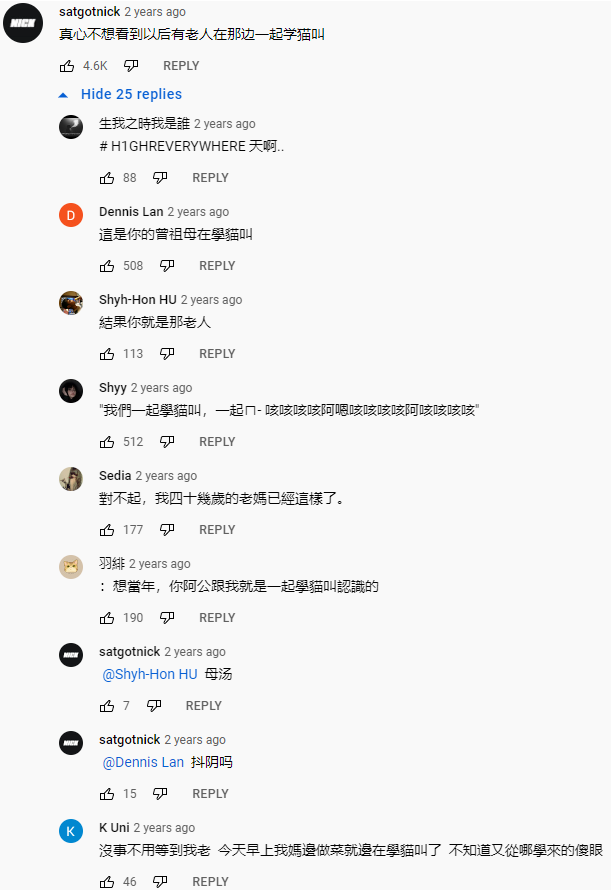 NICK
satgotnick 2 years ago
真心不想看到以后有老人在那边一起学猫叫
4.6K REPLY
Hide 25 replies
生我之時我是誰 2 years ago
# H1GHREVERYWHERE 天啊..
88 REPLY
D
Dennis Lan 2 years ago
這是你的曾祖母在學貓叫
508 REPLY
Shyh-Hon HU 2 years ago
結果你就是那老人
113 REPLY
Shyy 2 years ago
"我們一起學貓叫，一起ㄇ- 咳咳咳咳阿嗯咳咳咳咳阿咳咳咳咳"
512 REPLY
Sedia 2 years ago
對不起，我四十幾歲的老媽已經這樣了。
177 REPLY
羽緋 2 years ago
：想當年，你阿公跟我就是一起學貓叫認識的
190 REPLY
NICK
satgotnick 2 years ago
@Shyh-Hon HU 母汤
7 REPLY
NICK
satgotnick 2 years ago
@Dennis Lan 抖阴吗
15 REPLY
K
K Uni 2 years ago
沒事不用等到我老 今天早上我媽邊做菜就邊在學貓叫了 不知道又從哪學來的傻眼
46 REPLY